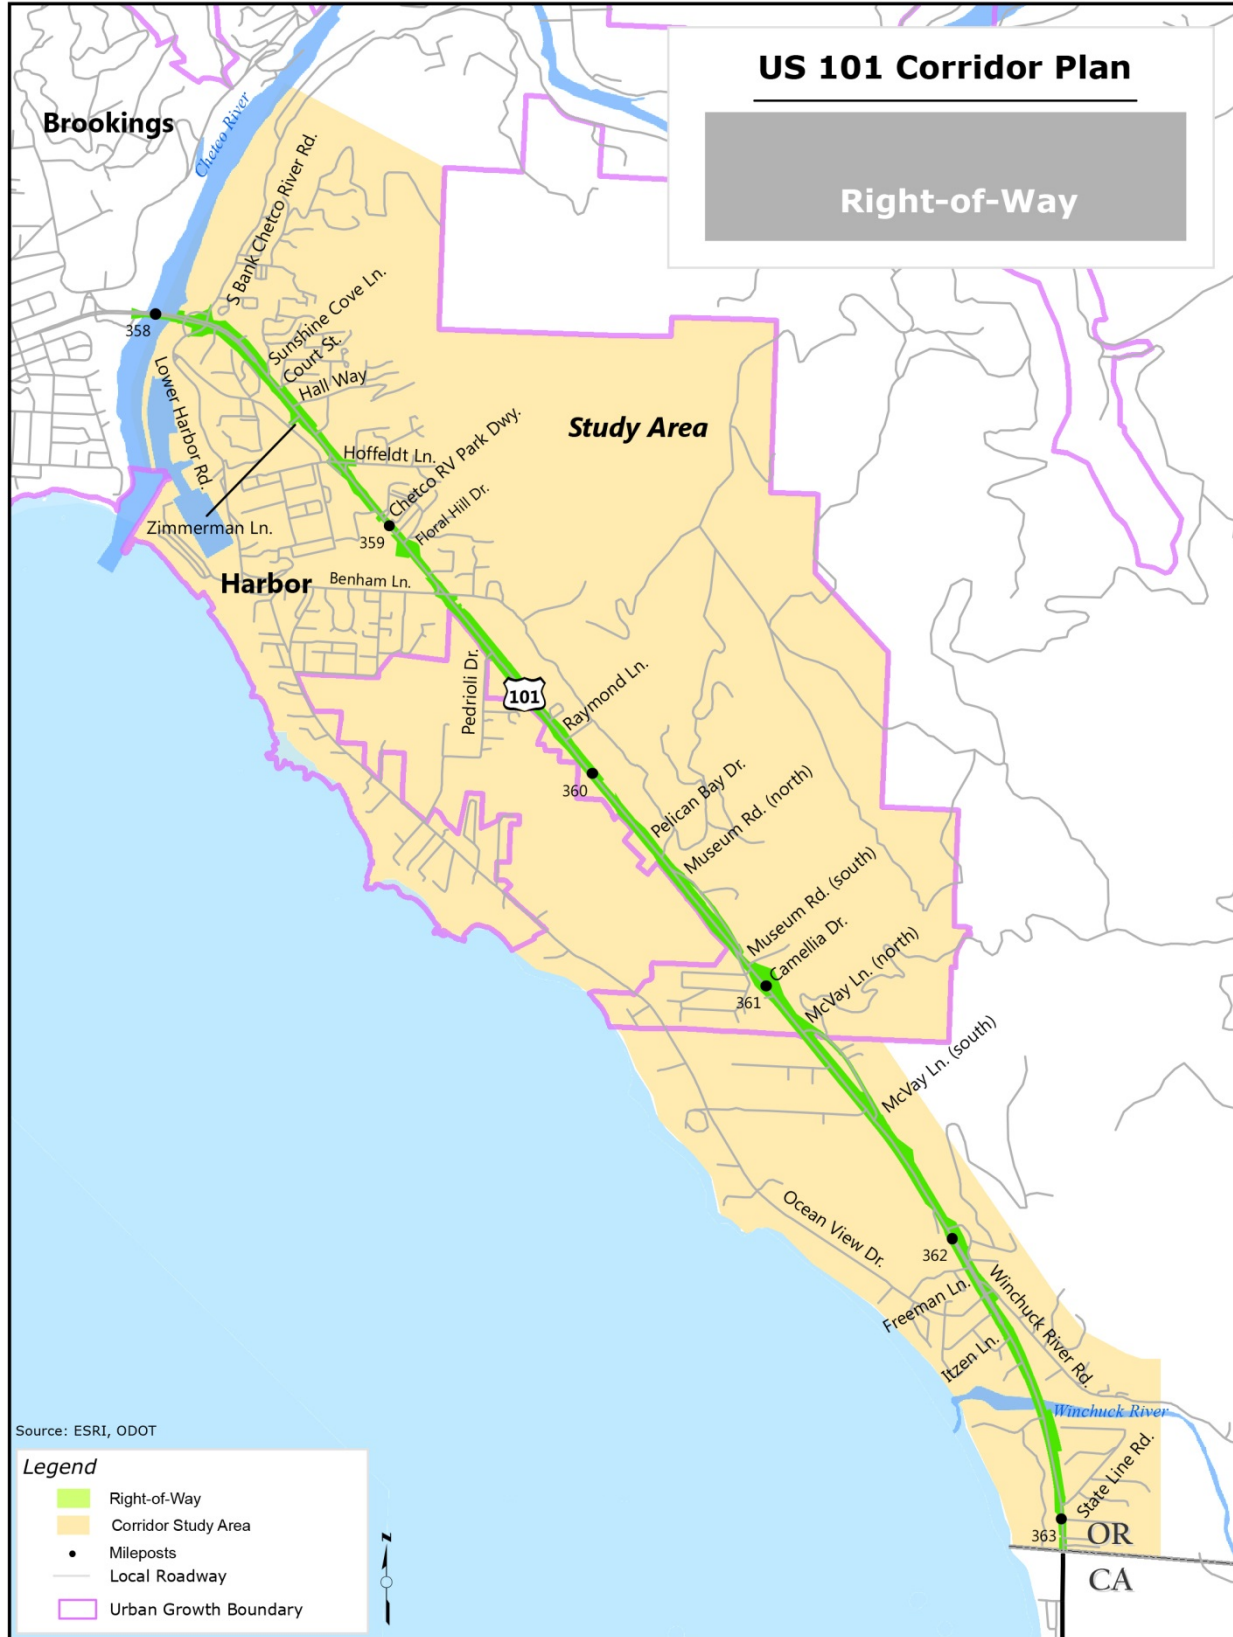 US 101 Corridor Plan
Right-of-Way
Brookings
Chetco River
S Bank Chetco River Rd.
358
Sunshine Cove Ln.
Court St.
Hall Way
Lower Harbor Rd.
Study Area
Hoffeldt Ln.
Chetco RV Park Dwy.
Zimmerman Ln.
359
Floral Hill Dr.
Harbor
Benham Ln.
Pedrioli Dr.
101
Raymond Ln.
360
Pelican Bay Dr.
Museum Rd. (north)
Museum Rd. (south)
Camellia Dr.
361
McVay Ln. (north)
McVay Ln. (south)
Ocean View Dr.
362
Freeman Ln.
Winchuck River Rd.
Itzen Ln.
Winchuck River
State Line Rd.
363
OR
CA
Source: ESRI, ODOT
Legend
Right-of-Way
Corridor Study Area
Mileposts
Local Roadway
Urban Growth Boundary
z